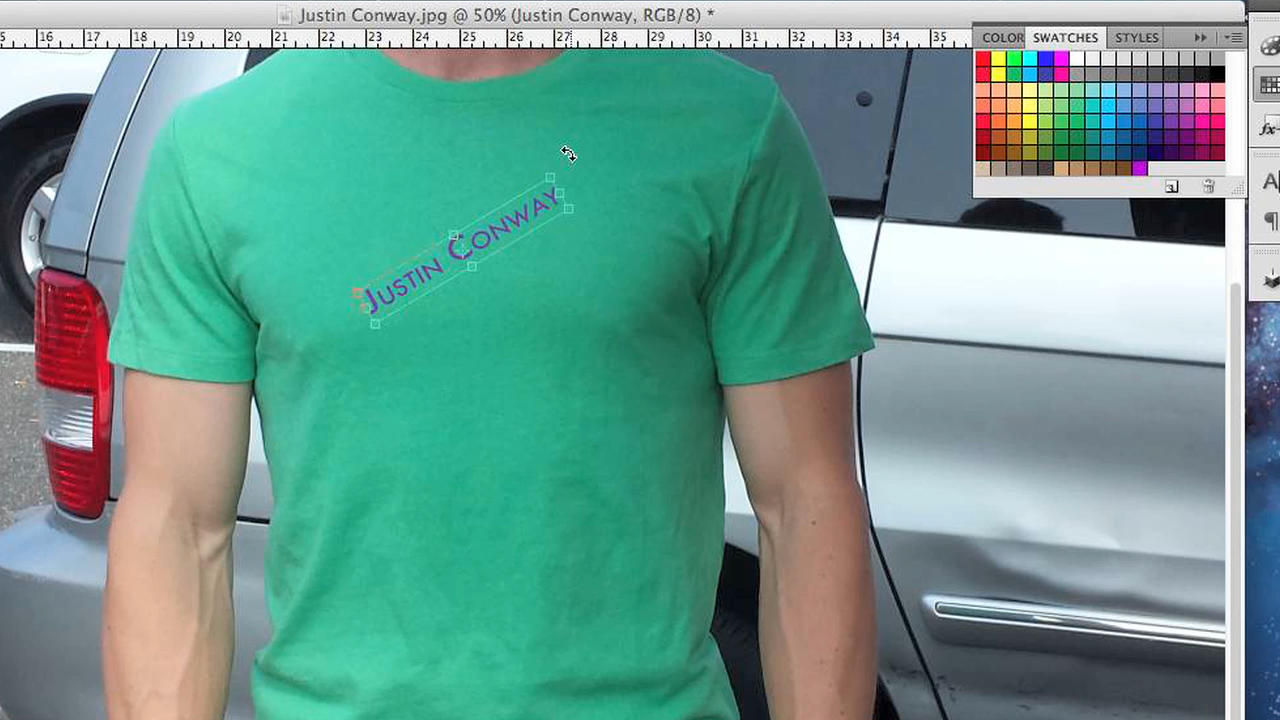 Justin Conway.jpg @ 50% (Justin Conway, RGB/8) *
16 17 18 19 20 21 22 23 24 25 26 27 28 29 30 31 32 33 34 35
COLOR SWATCHES STYLES
fx
A
¶
JUSTIN CONWAY